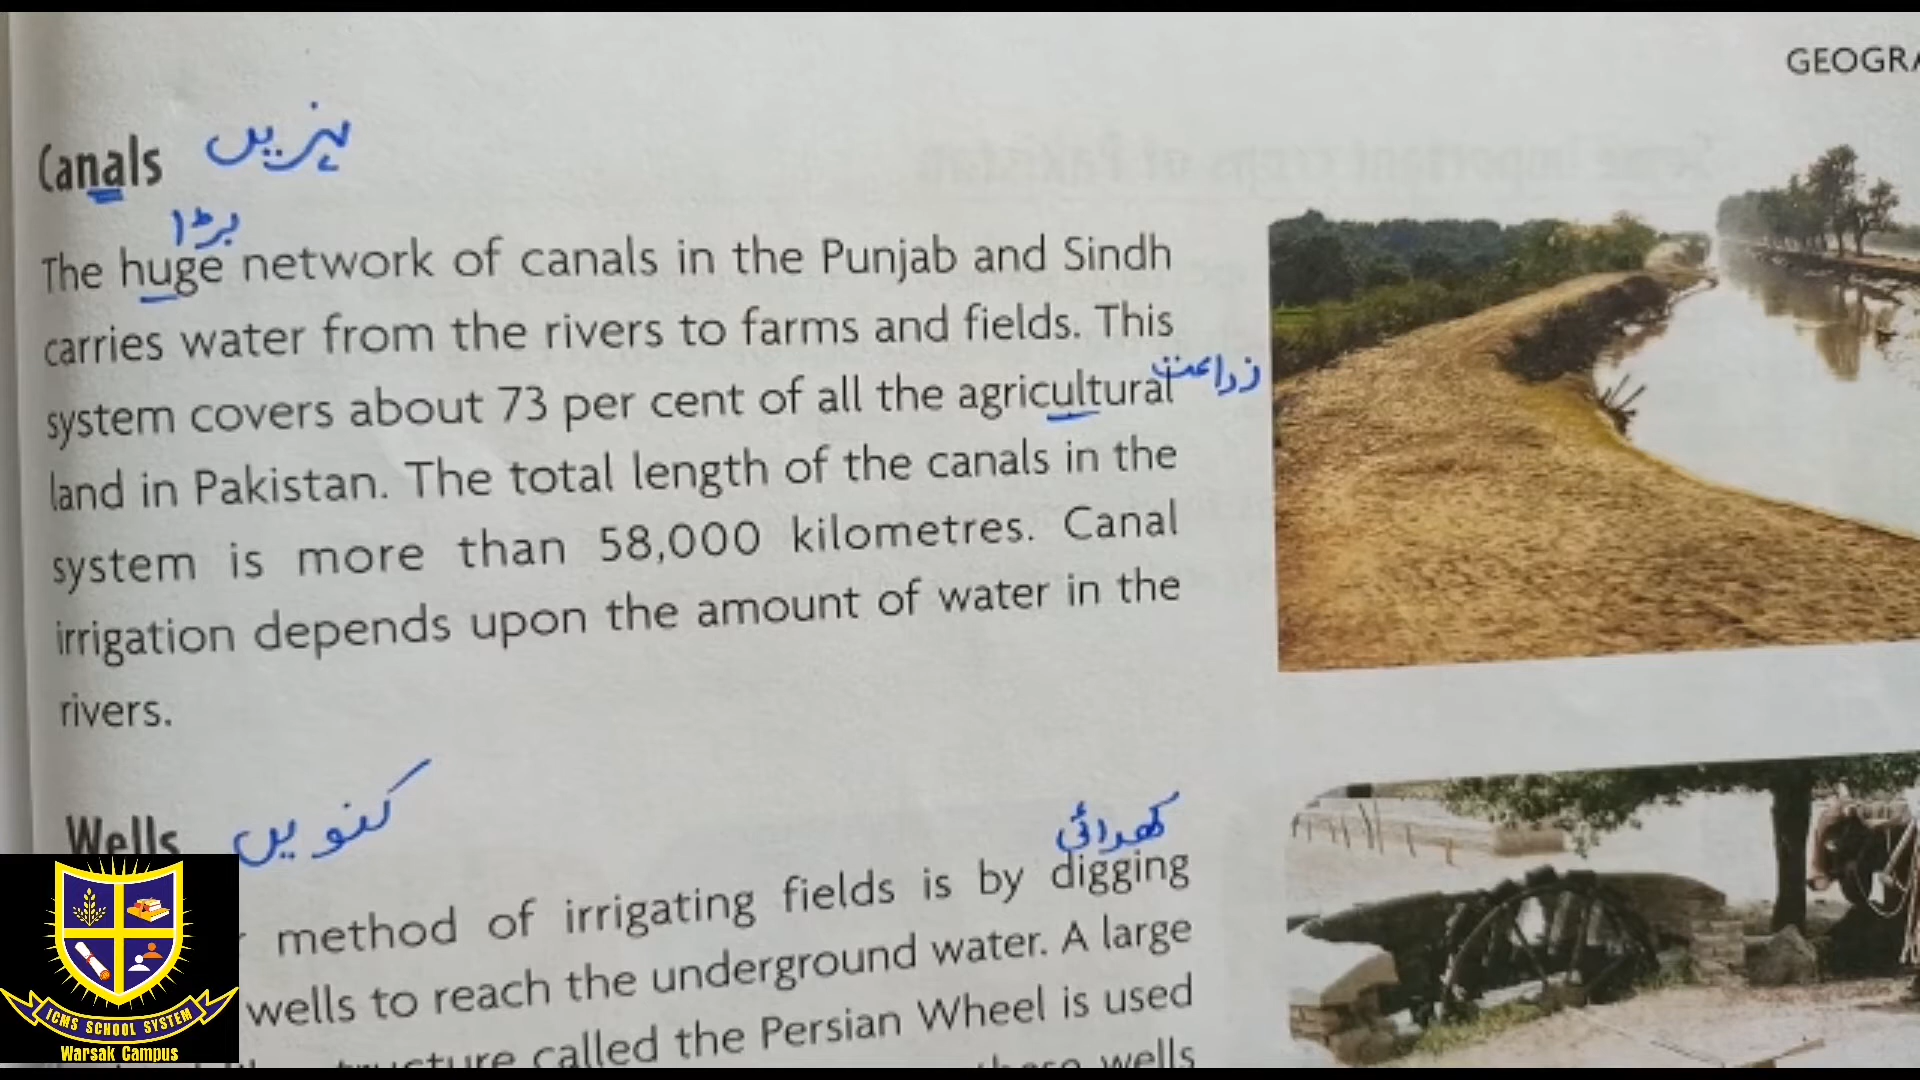 GEOGRA
Canals نہریں
بڑا
The huge network of canals in the Punjab and Sindh
carries water from the rivers to farms and fields. This
زراعت
system covers about 73 per cent of all the agricultural
land in Pakistan. The total length of the canals in the
system is more than 58,000 kilometres. Canal
irrigation depends upon the amount of water in the
rivers.
Wells کنویں
کھدائی
method of irrigating fields is by digging
wells to reach the underground water. A large
structure called the Persian Wheel is used
these wells
ICMS SCHOOL SYSTEM
Warsak Campus